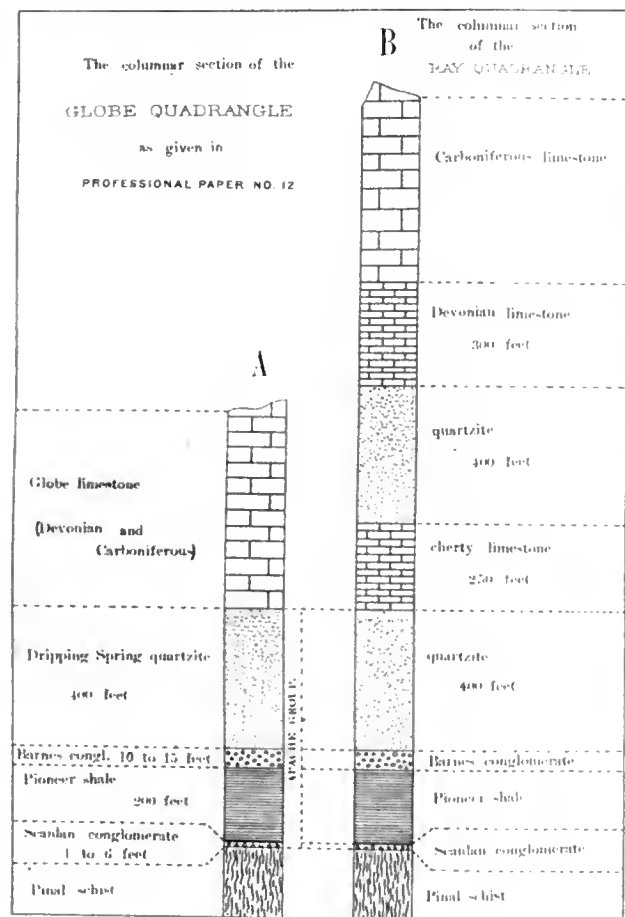 The columnar section of the
GLOBE QUADRANGLE
as given in
PROFESSIONAL PAPER NO. 12
A
Globe limestone
(Devonian and
Carboniferous)
Dripping Spring quartzite
400 feet
Barnes congl. 10 to 15 feet
Pioneer shale
200 feet
Scanlan conglomerate
1 to 6 feet
Pinal schist
APACHE GROUP
B
The columnar section
of the
RAY QUADRANGLE
Carboniferous limestone
Devonian limestone
300 feet
quartzite
400 feet
cherty limestone
250 feet
quartzite
400 feet
Barnes conglomerate
Pioneer shale
Scanlan conglomerate
Pinal schist